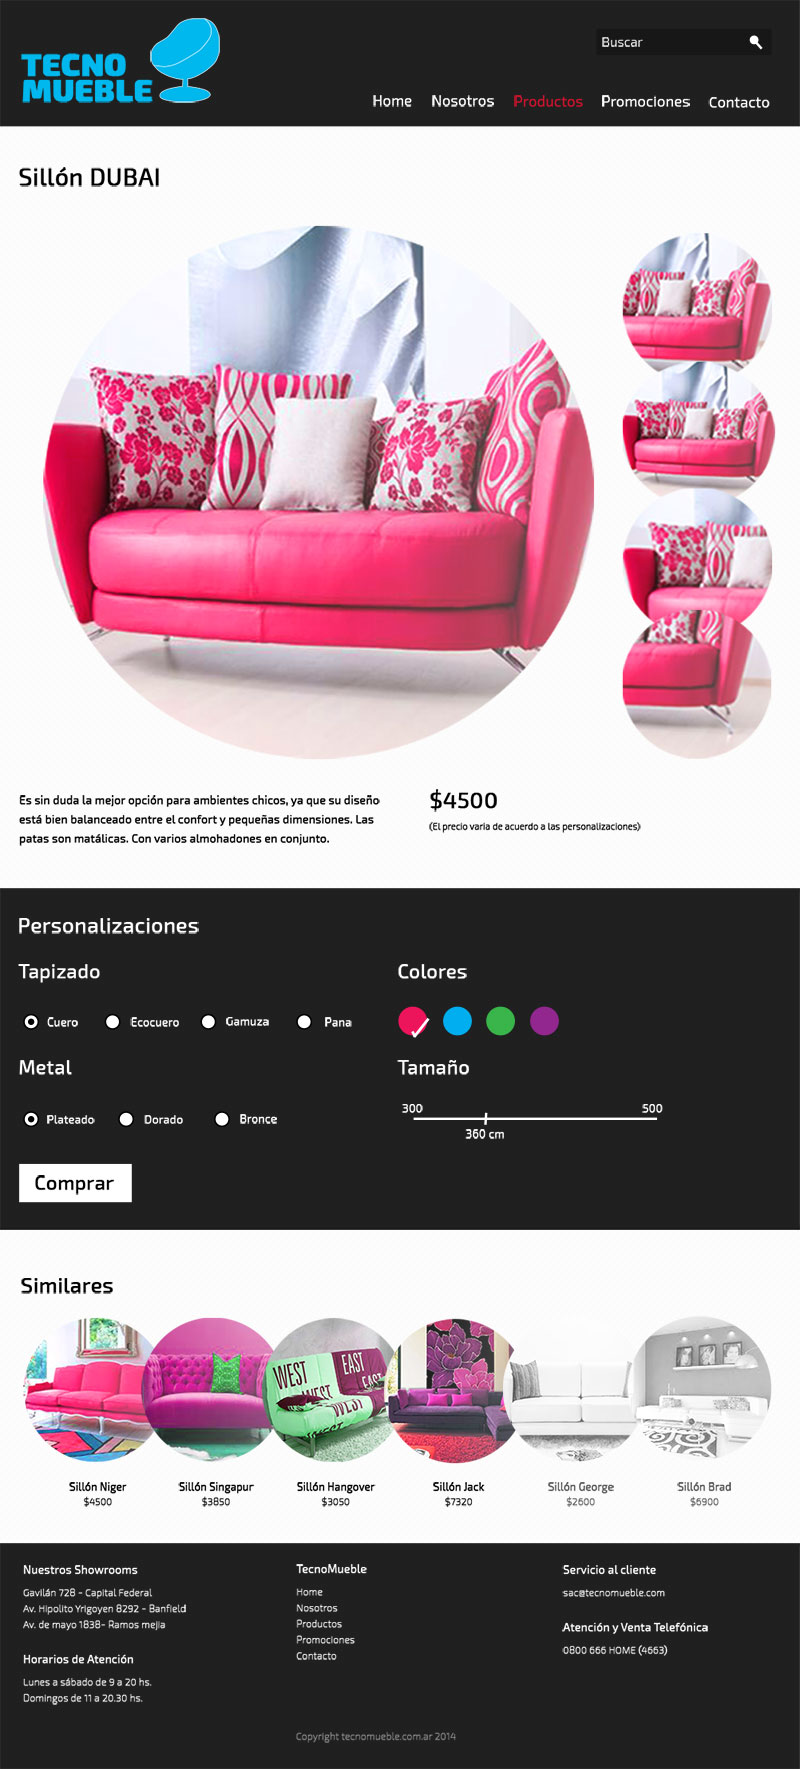 TECNO
MUEBLE
Buscar
Home Nosotros Productos Promociones Contacto
Sillón DUBAI
Es sin duda la mejor opción para ambientes chicos, ya que su diseño
está bien balanceado entre el confort y pequeñas dimensiones. Las
patas son matálicas. Con varios almohadones en conjunto.
$4500
(El precio varia de acuerdo a las personalizaciones)
Personalizaciones
Tapizado
Cuero Ecocuero Gamuza Pana
Colores
Metal
Plateado Dorado Bronce
Tamaño
300 500
360 cm
Comprar
Similares
WEST EAST EAST
WEST
WEST
Sillón Niger
$4500
Sillón Singapur
$3850
Sillón Hangover
$3050
Sillón Jack
$7320
Sillón George
$2600
Sillón Brad
$6900
Nuestros Showrooms
Gavilán 728 - Capital Federal
Av. Hipolito Yrigoyen 8292 - Banfield
Av. de mayo 1838- Ramos mejia
Horarios de Atención
Lunes a sábado de 9 a 20 hs.
Domingos de 11 a 20.30 hs.
TecnoMueble
Home
Nosotros
Productos
Promociones
Contacto
Servicio al cliente
sac@tecnomueble.com
Atención y Venta Telefónica
0800 666 HOME (4663)
Copyright tecnomueble.com.ar 2014